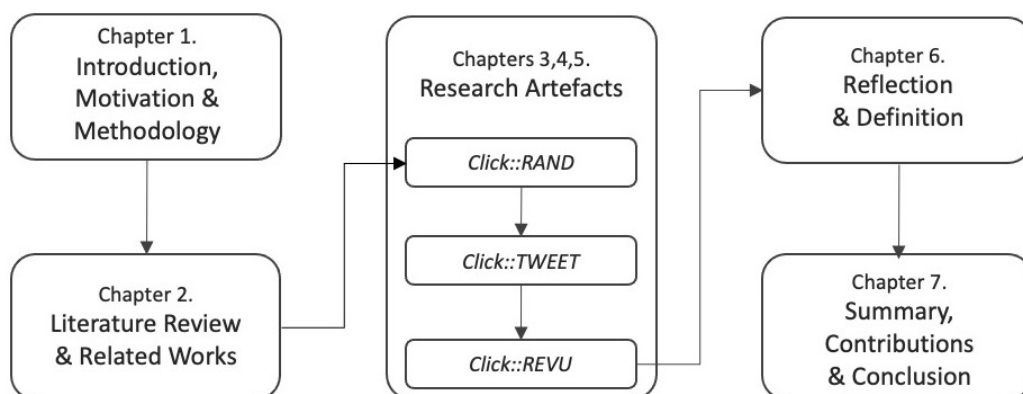 Chapter 1.
Introduction,
Motivation &
Methodology
Chapter 2.
Literature Review
& Related Works
Chapters 3,4,5.
Research Artefacts
Click::RAND
Click::TWEET
Click::REVU
Chapter 6.
Reflection
& Definition
Chapter 7.
Summary,
Contributions
& Conclusion